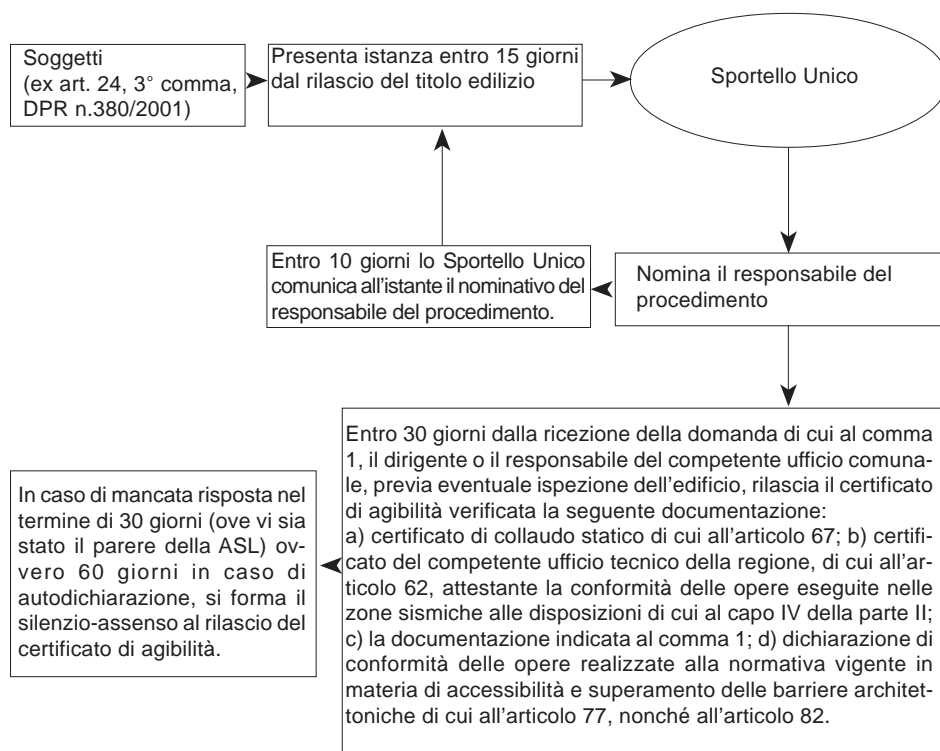 Soggetti
(ex art. 24, 3° comma,
DPR n.380/2001)
Presenta istanza entro 15 giorni
dal rilascio del titolo edilizio
Sportello Unico
Entro 10 giorni lo Sportello Unico
comunica all'istante il nominativo del
responsabile del procedimento.
Nomina il responsabile del
procedimento
In caso di mancata risposta nel
termine di 30 giorni (ove vi sia
stato il parere della ASL) ov-
vero 60 giorni in caso di
autodichiarazione, si forma il
silenzio-assenso al rilascio del
certificato di agibilità.
Entro 30 giorni dalla ricezione della domanda di cui al comma
1, il dirigente o il responsabile del competente ufficio comuna-
le, previa eventuale ispezione dell'edificio, rilascia il certificato
di agibilità verificata la seguente documentazione:
a) certificato di collaudo statico di cui all'articolo 67; b) certifi-
cato del competente ufficio tecnico della regione, di cui all'ar-
ticolo 62, attestante la conformità delle opere eseguite nelle
zone sismiche alle disposizioni di cui al capo IV della parte II;
c) la documentazione indicata al comma 1; d) dichiarazione di
conformità delle opere realizzate alla normativa vigente in
materia di accessibilità e superamento delle barriere architet-
toniche di cui all'articolo 77, nonché all'articolo 82.